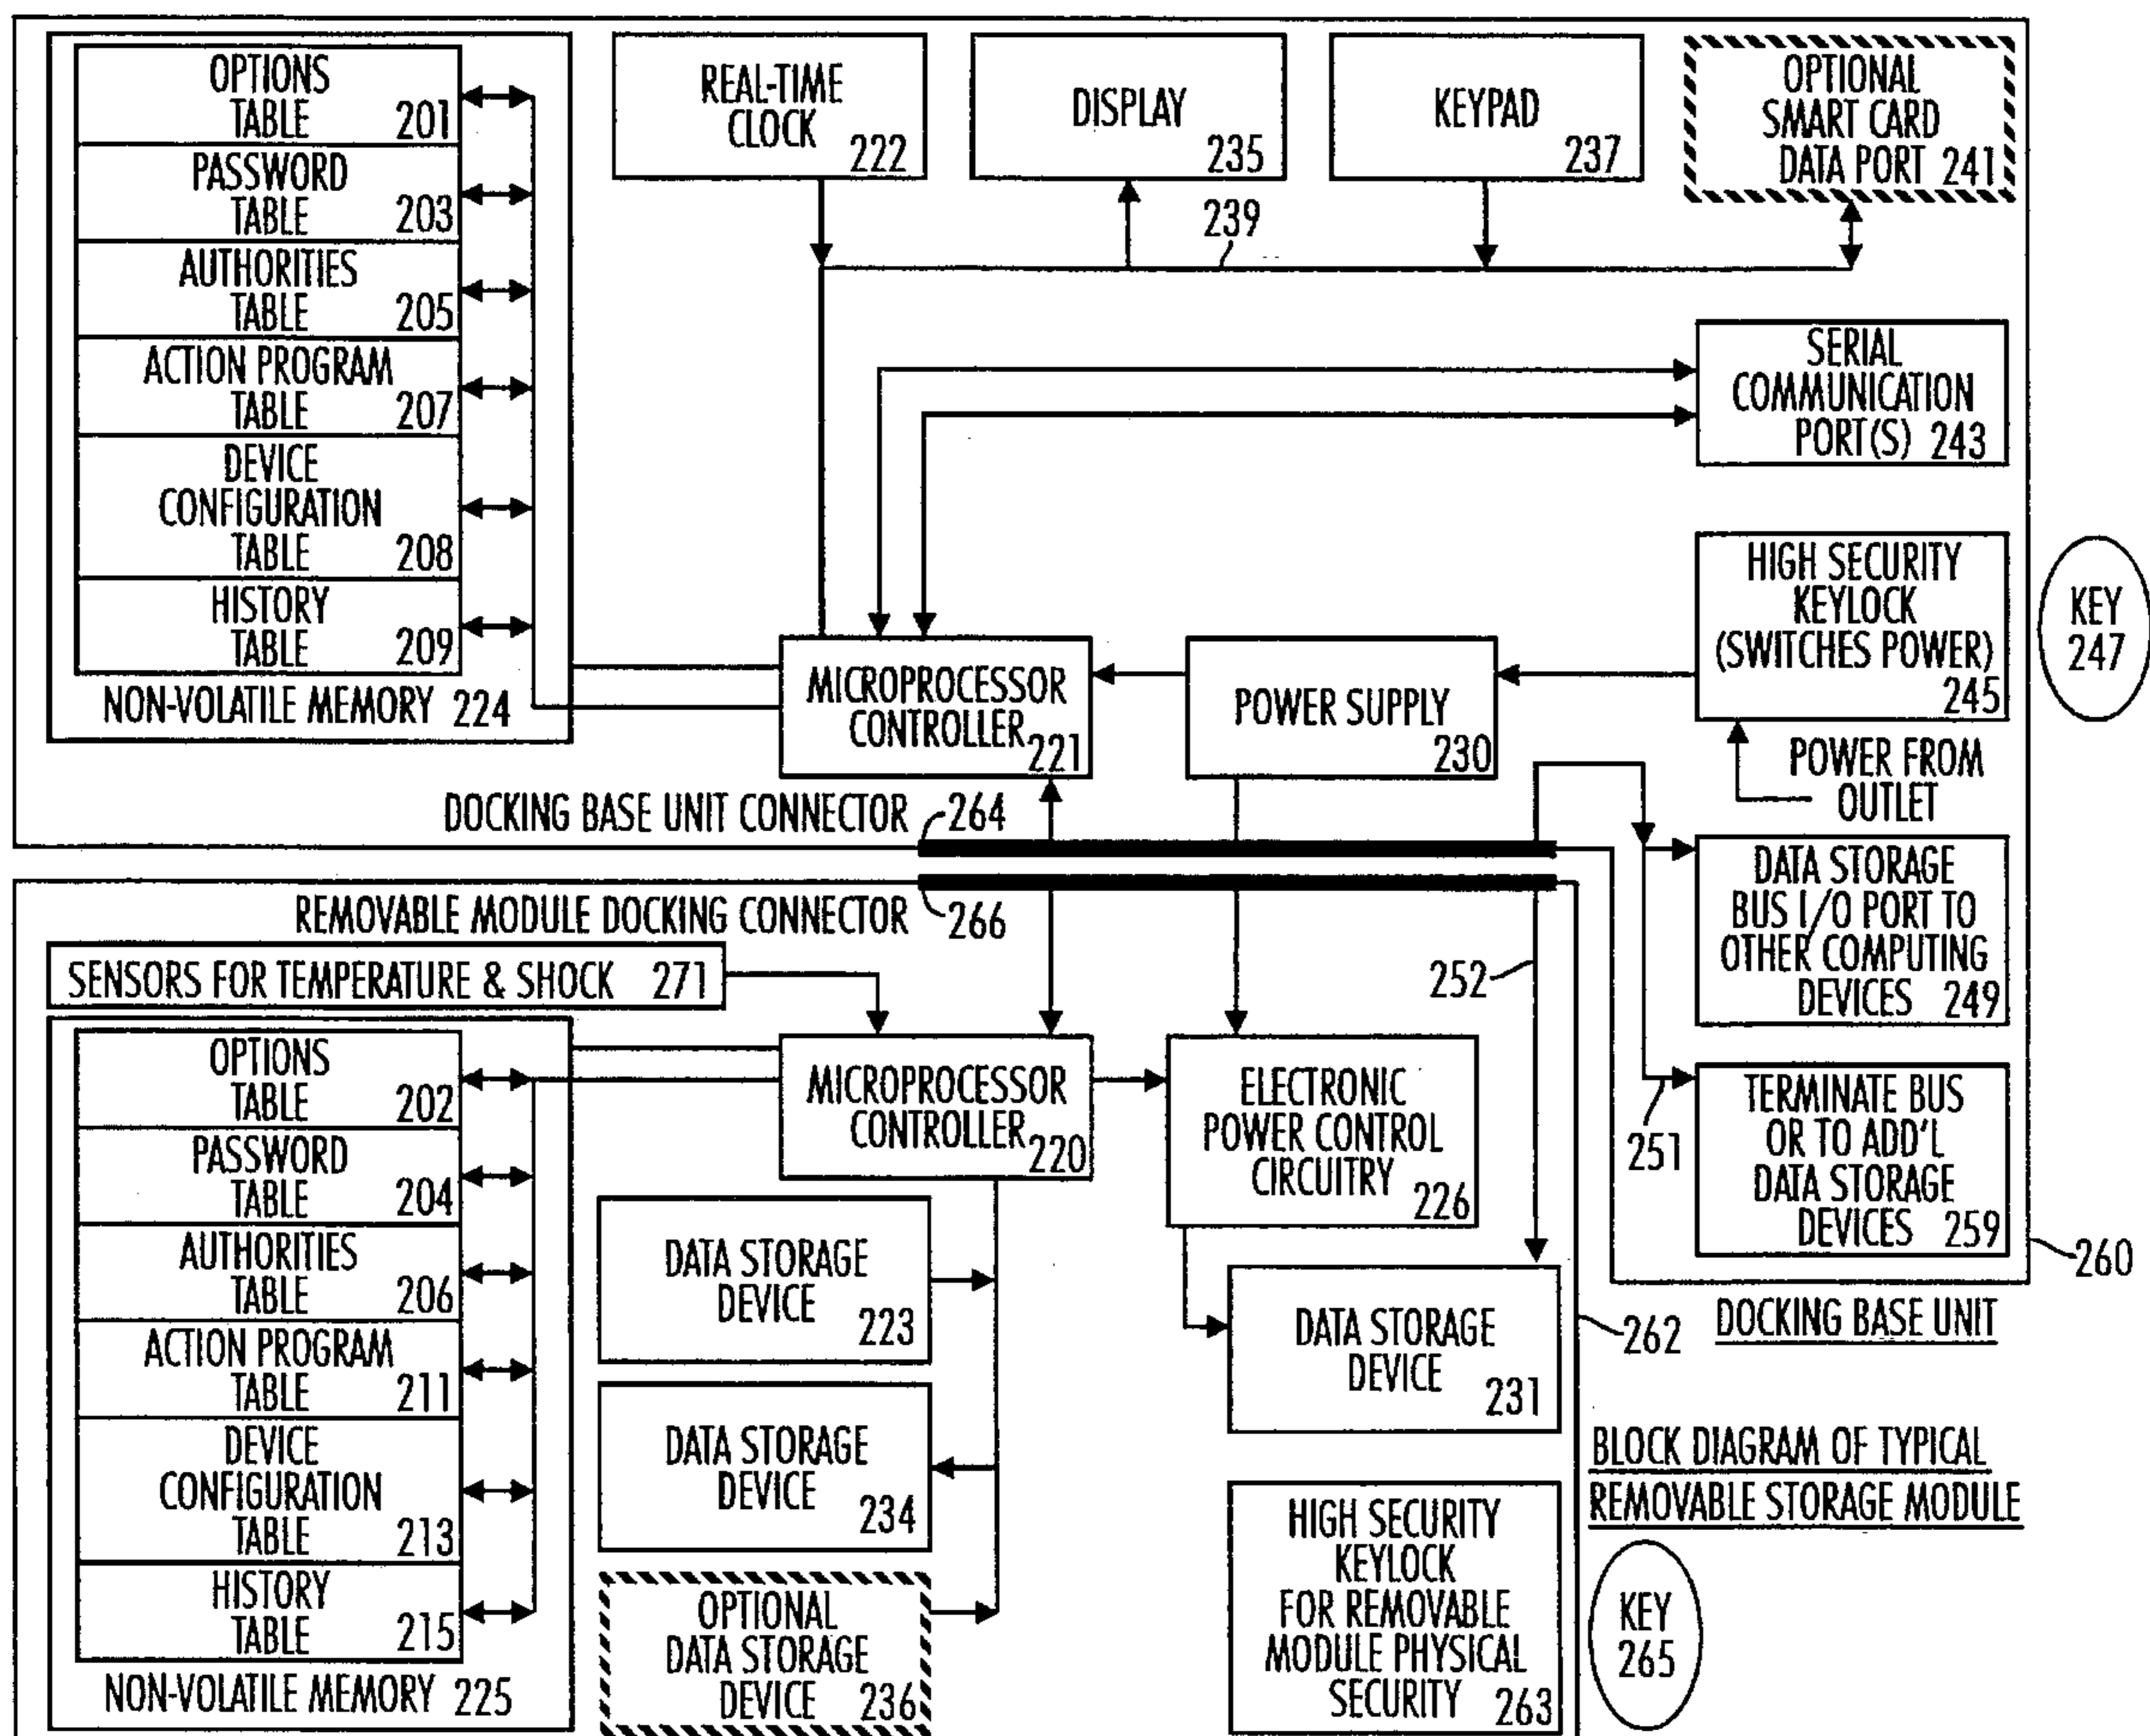 OPTIONS
TABLE 201
PASSWORD
TABLE 203
AUTHORITIES
TABLE 205
ACTION PROGRAM
TABLE 207
DEVICE
CONFIGURATION
TABLE 208
HISTORY
TABLE 209
NON-VOLATILE MEMORY 224
REAL-TIME
CLOCK 222
DISPLAY
235
KEYPAD
237
OPTIONAL
SMART CARD
DATA PORT 241
239
SERIAL
COMMUNICATION
PORT(S) 243
HIGH SECURITY
KEYLOCK
(SWITCHES POWER)
245
KEY
247
MICROPROCESSOR
CONTROLLER 221
POWER SUPPLY
230
POWER FROM
OUTLET
DOCKING BASE UNIT CONNECTOR 264
DATA STORAGE
BUS I/O PORT TO
OTHER COMPUTING
DEVICES 249
251
TERMINATE BUS
OR TO ADD'L
DATA STORAGE
DEVICES 259
260
DOCKING BASE UNIT
REMOVABLE MODULE DOCKING CONNECTOR 266
SENSORS FOR TEMPERATURE & SHOCK 271
252
OPTIONS
TABLE 202
PASSWORD
TABLE 204
AUTHORITIES
TABLE 206
ACTION PROGRAM
TABLE 211
DEVICE
CONFIGURATION
TABLE 213
HISTORY
TABLE 215
NON-VOLATILE MEMORY 225
MICROPROCESSOR
CONTROLLER 220
ELECTRONIC
POWER CONTROL
CIRCUITRY 226
DATA STORAGE
DEVICE 223
DATA STORAGE
DEVICE 234
OPTIONAL
DATA STORAGE
DEVICE 236
DATA STORAGE
DEVICE 231
262
BLOCK DIAGRAM OF TYPICAL
REMOVABLE STORAGE MODULE
HIGH SECURITY
KEYLOCK
FOR REMOVABLE
MODULE PHYSICAL
SECURITY 263
KEY
265